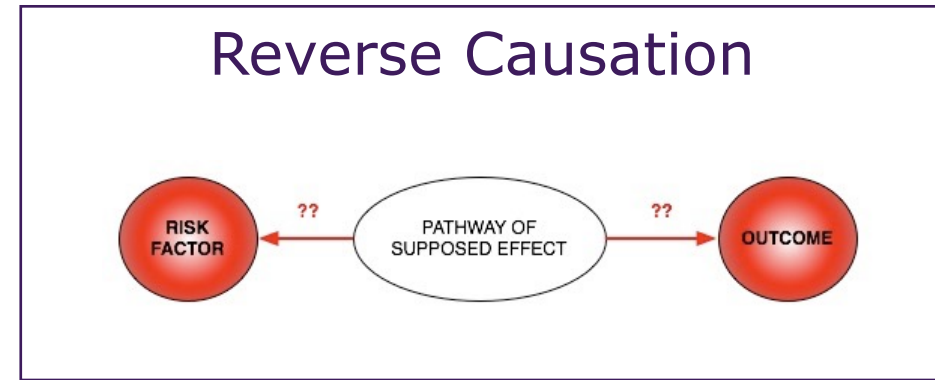 Reverse Causation
??
??
RISK
FACTOR
PATHWAY OF
SUPPOSED EFFECT
OUTCOME